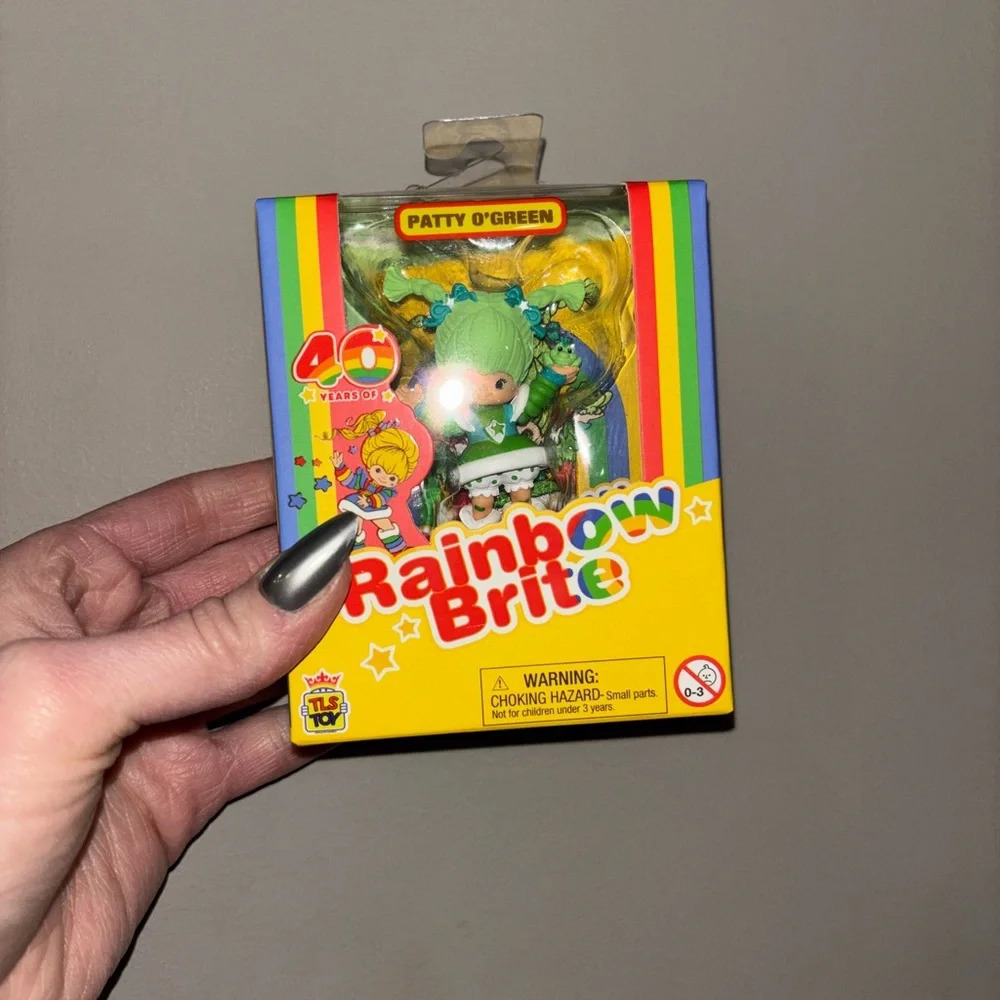 PATTY O'GREEN
40
YEARS OF
Rainbow
Brite
TLS
TOY
WARNING:
CHOKING HAZARD- Small parts.
Not for children under 3 years.
0-3